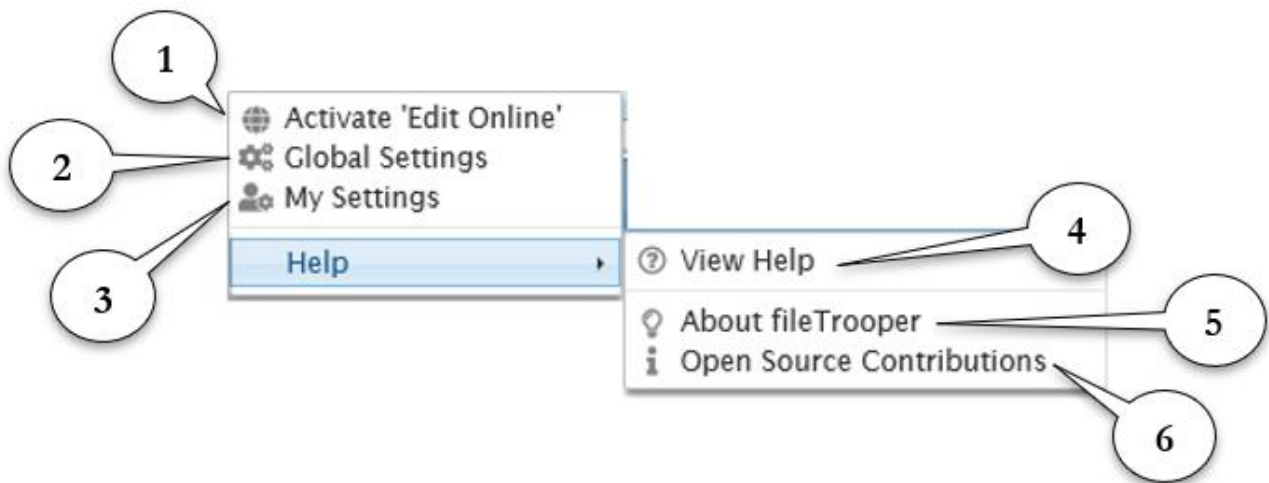 1
Activate 'Edit Online'
2
Global Settings
My Settings
3
Help
4
View Help
About fileTrooper
5
Open Source Contributions
6